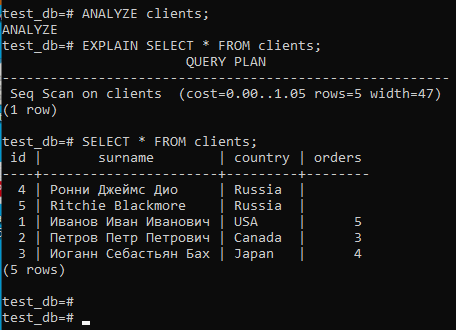 test_db=# ANALYZE clients;
ANALYZE
test_db=# EXPLAIN SELECT * FROM clients;
                       QUERY PLAN
---------------------------------------------------------
 Seq Scan on clients  (cost=0.00..1.05 rows=5 width=47)
(1 row)

test_db=# SELECT * FROM clients;
 id |       surname        | country | orders
----+----------------------+---------+--------
  4 | Ронни Джеймс Дио     | Russia  |
  5 | Ritchie Blackmore    | Russia  |
  1 | Иванов Иван Иванович | USA     |      5
  2 | Петров Петр Петрович | Canada  |      3
  3 | Иоганн Себастьян Бах | Japan   |      4
(5 rows)

test_db=#
test_db=#